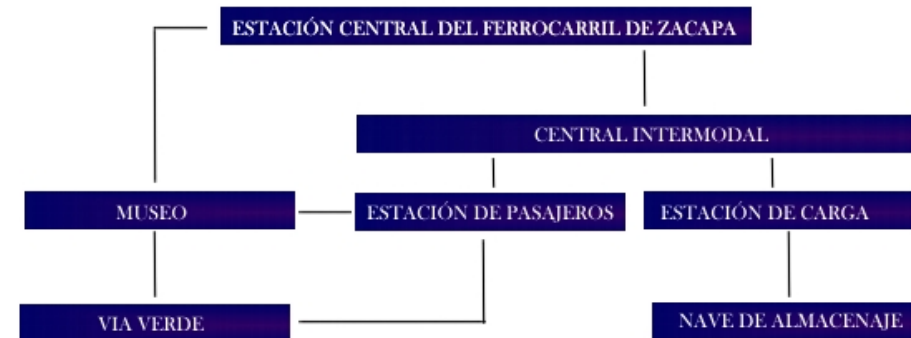 ESTACIÓN CENTRAL DEL FERROCARRIL DE ZACAPA
CENTRAL INTERMODAL
MUSEO
ESTACIÓN DE PASAJEROS
ESTACIÓN DE CARGA
VIA VERDE
NAVE DE ALMACENAJE